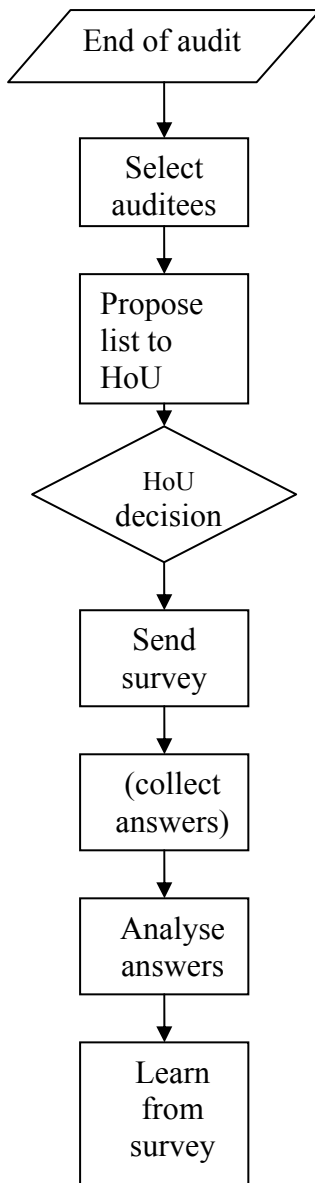 End of audit
Select
auditees
Propose
list to
HoU
HoU
decision
Send
survey
(collect
answers)
Analyse
answers
Learn
from
survey